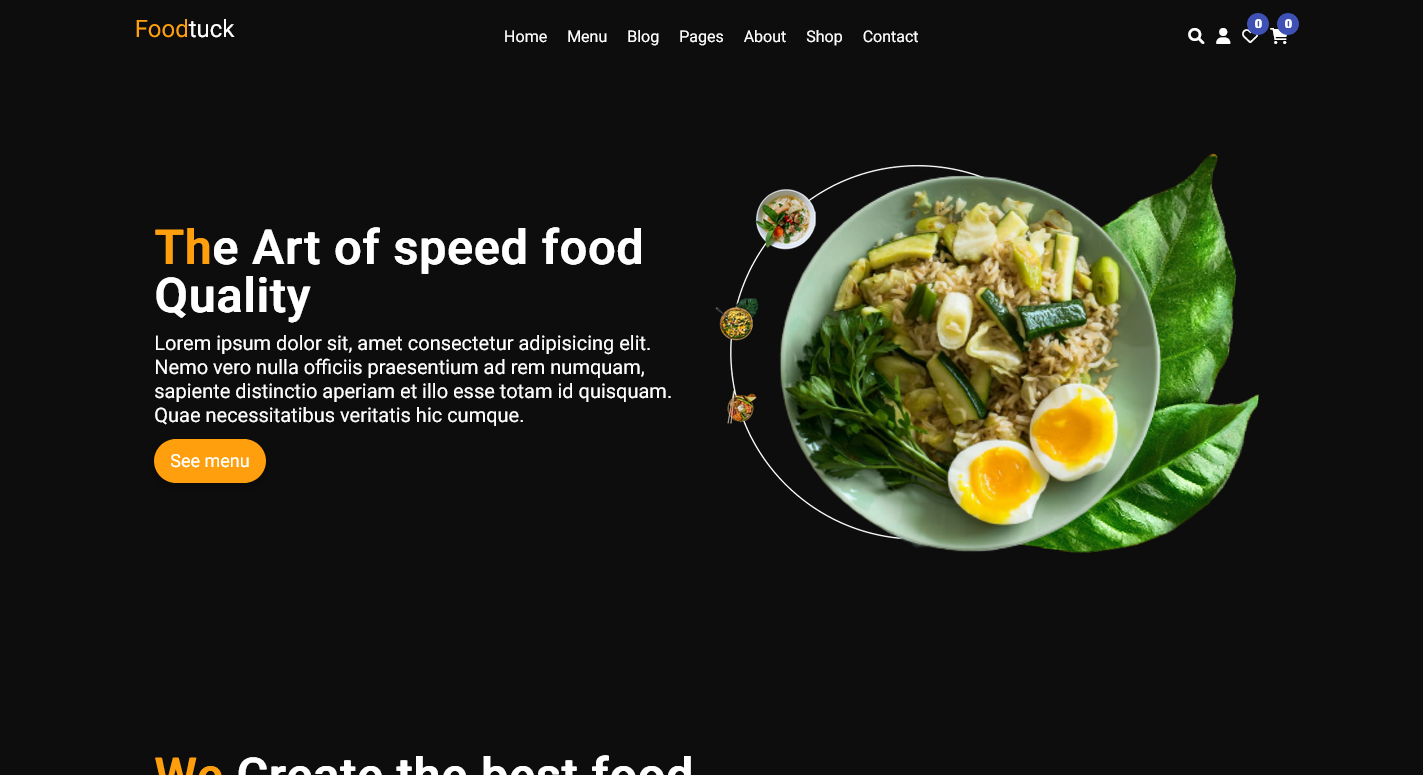 Foodtuck
Home Menu Blog Pages About Shop Contact
0 0
The Art of speed food
Quality
Lorem ipsum dolor sit, amet consectetur adipisicing elit.
Nemo vero nulla officiis praesentium ad rem numquam,
sapiente distinctio aperiam et illo esse totam id quisquam.
Quae necessitatibus veritatis hic cumque.
See menu
We Create the best food